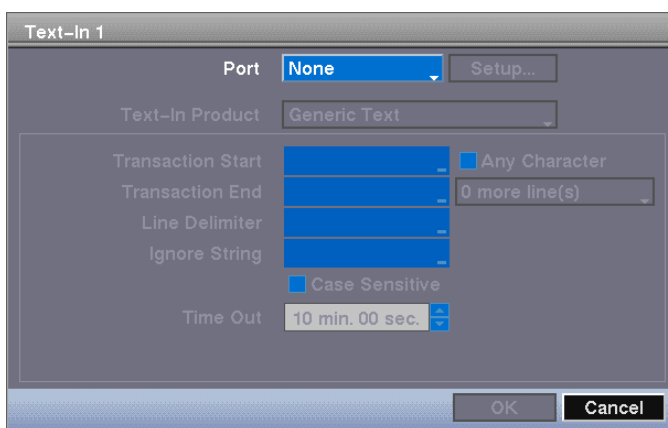 Text-In 1
Port None Setup...
Text-In Product Generic Text
Transaction Start Any Character
Transaction End 0 more line(s)
Line Delimiter
Ignore String
Case Sensitive
Time Out 10 min. 00 sec.
OK Cancel